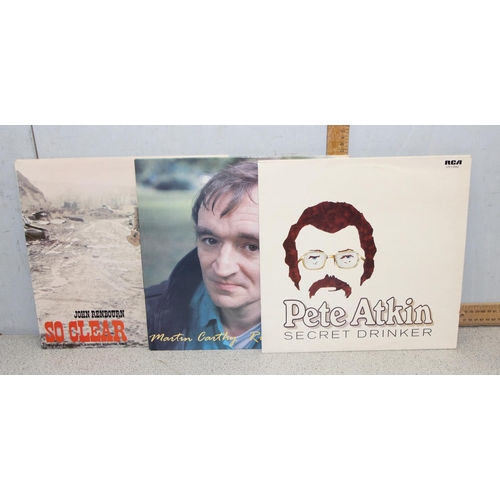 JOHN RENBOURN
SO CLEAR
Martin Carthy
RCA
Pete Atkin
SECRET DRINKER